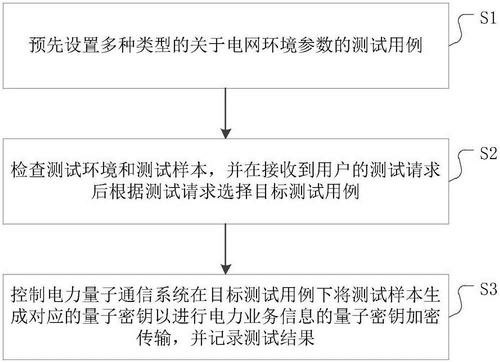 S1
预先设置多种类型的关于电网环境参数的测试用例
S2
检查测试环境和测试样本，并在接收到用户的测试请求
后根据测试请求选择目标测试用例
S3
控制电力量子通信系统在目标测试用例下将测试样本生
成对应的量子密钥以进行电力业务信息的量子密钥加密
传输，并记录测试结果